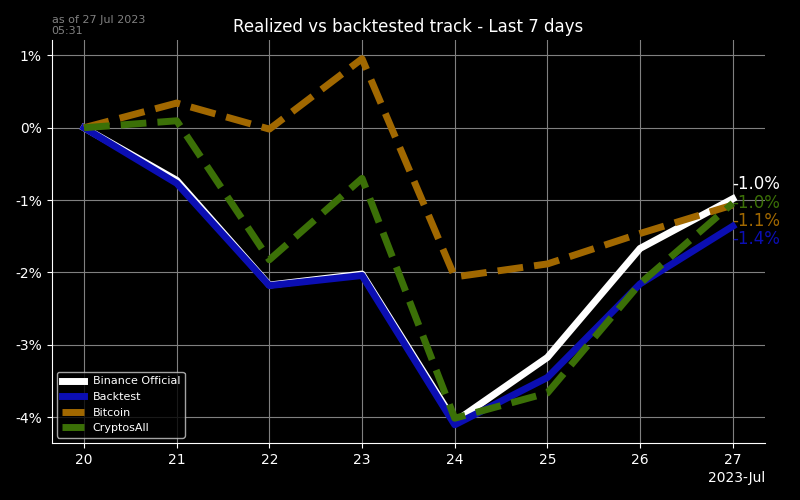 as of 27 Jul 2023
05:31
Realized vs backtested track - Last 7 days
1%
0%
-1%
-2%
-3%
-4%
-1.0%
-1.0%
-1.1%
-1.4%
Binance Official
Backtest
Bitcoin
CryptosAll
20 21 22 23 24 25 26 27
2023-Jul